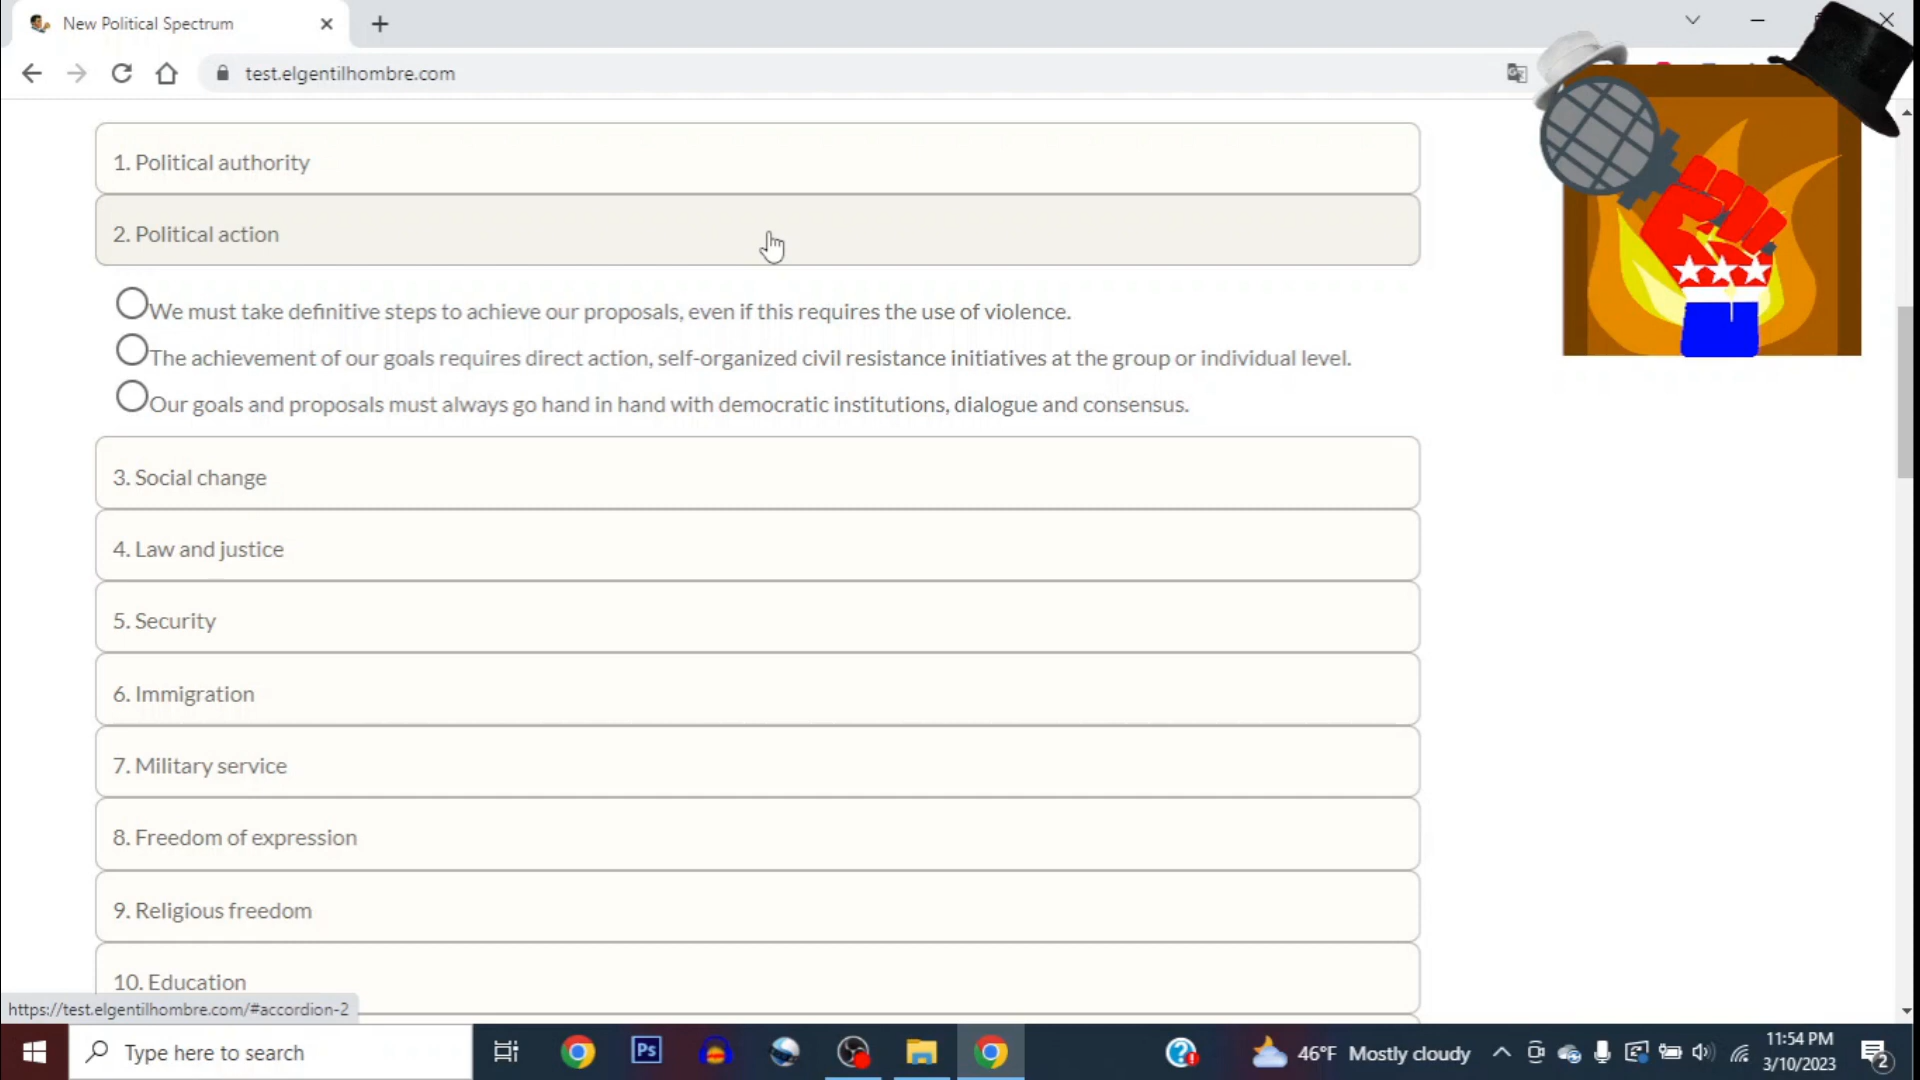 New Political Spectrum
test.elgentilhombre.com
1. Political authority
2. Political action
We must take definitive steps to achieve our proposals, even if this requires the use of violence.
The achievement of our goals requires direct action, self-organized civil resistance initiatives at the group or individual level.
Our goals and proposals must always go hand in hand with democratic institutions, dialogue and consensus.
3. Social change
4. Law and justice
5. Security
6. Immigration
7. Military service
8. Freedom of expression
9. Religious freedom
10. Education
https://test.elgentilhombre.com/#accordion-2
Type here to search
Ps
46°F Mostly cloudy
11:54 PM
3/10/2023
2